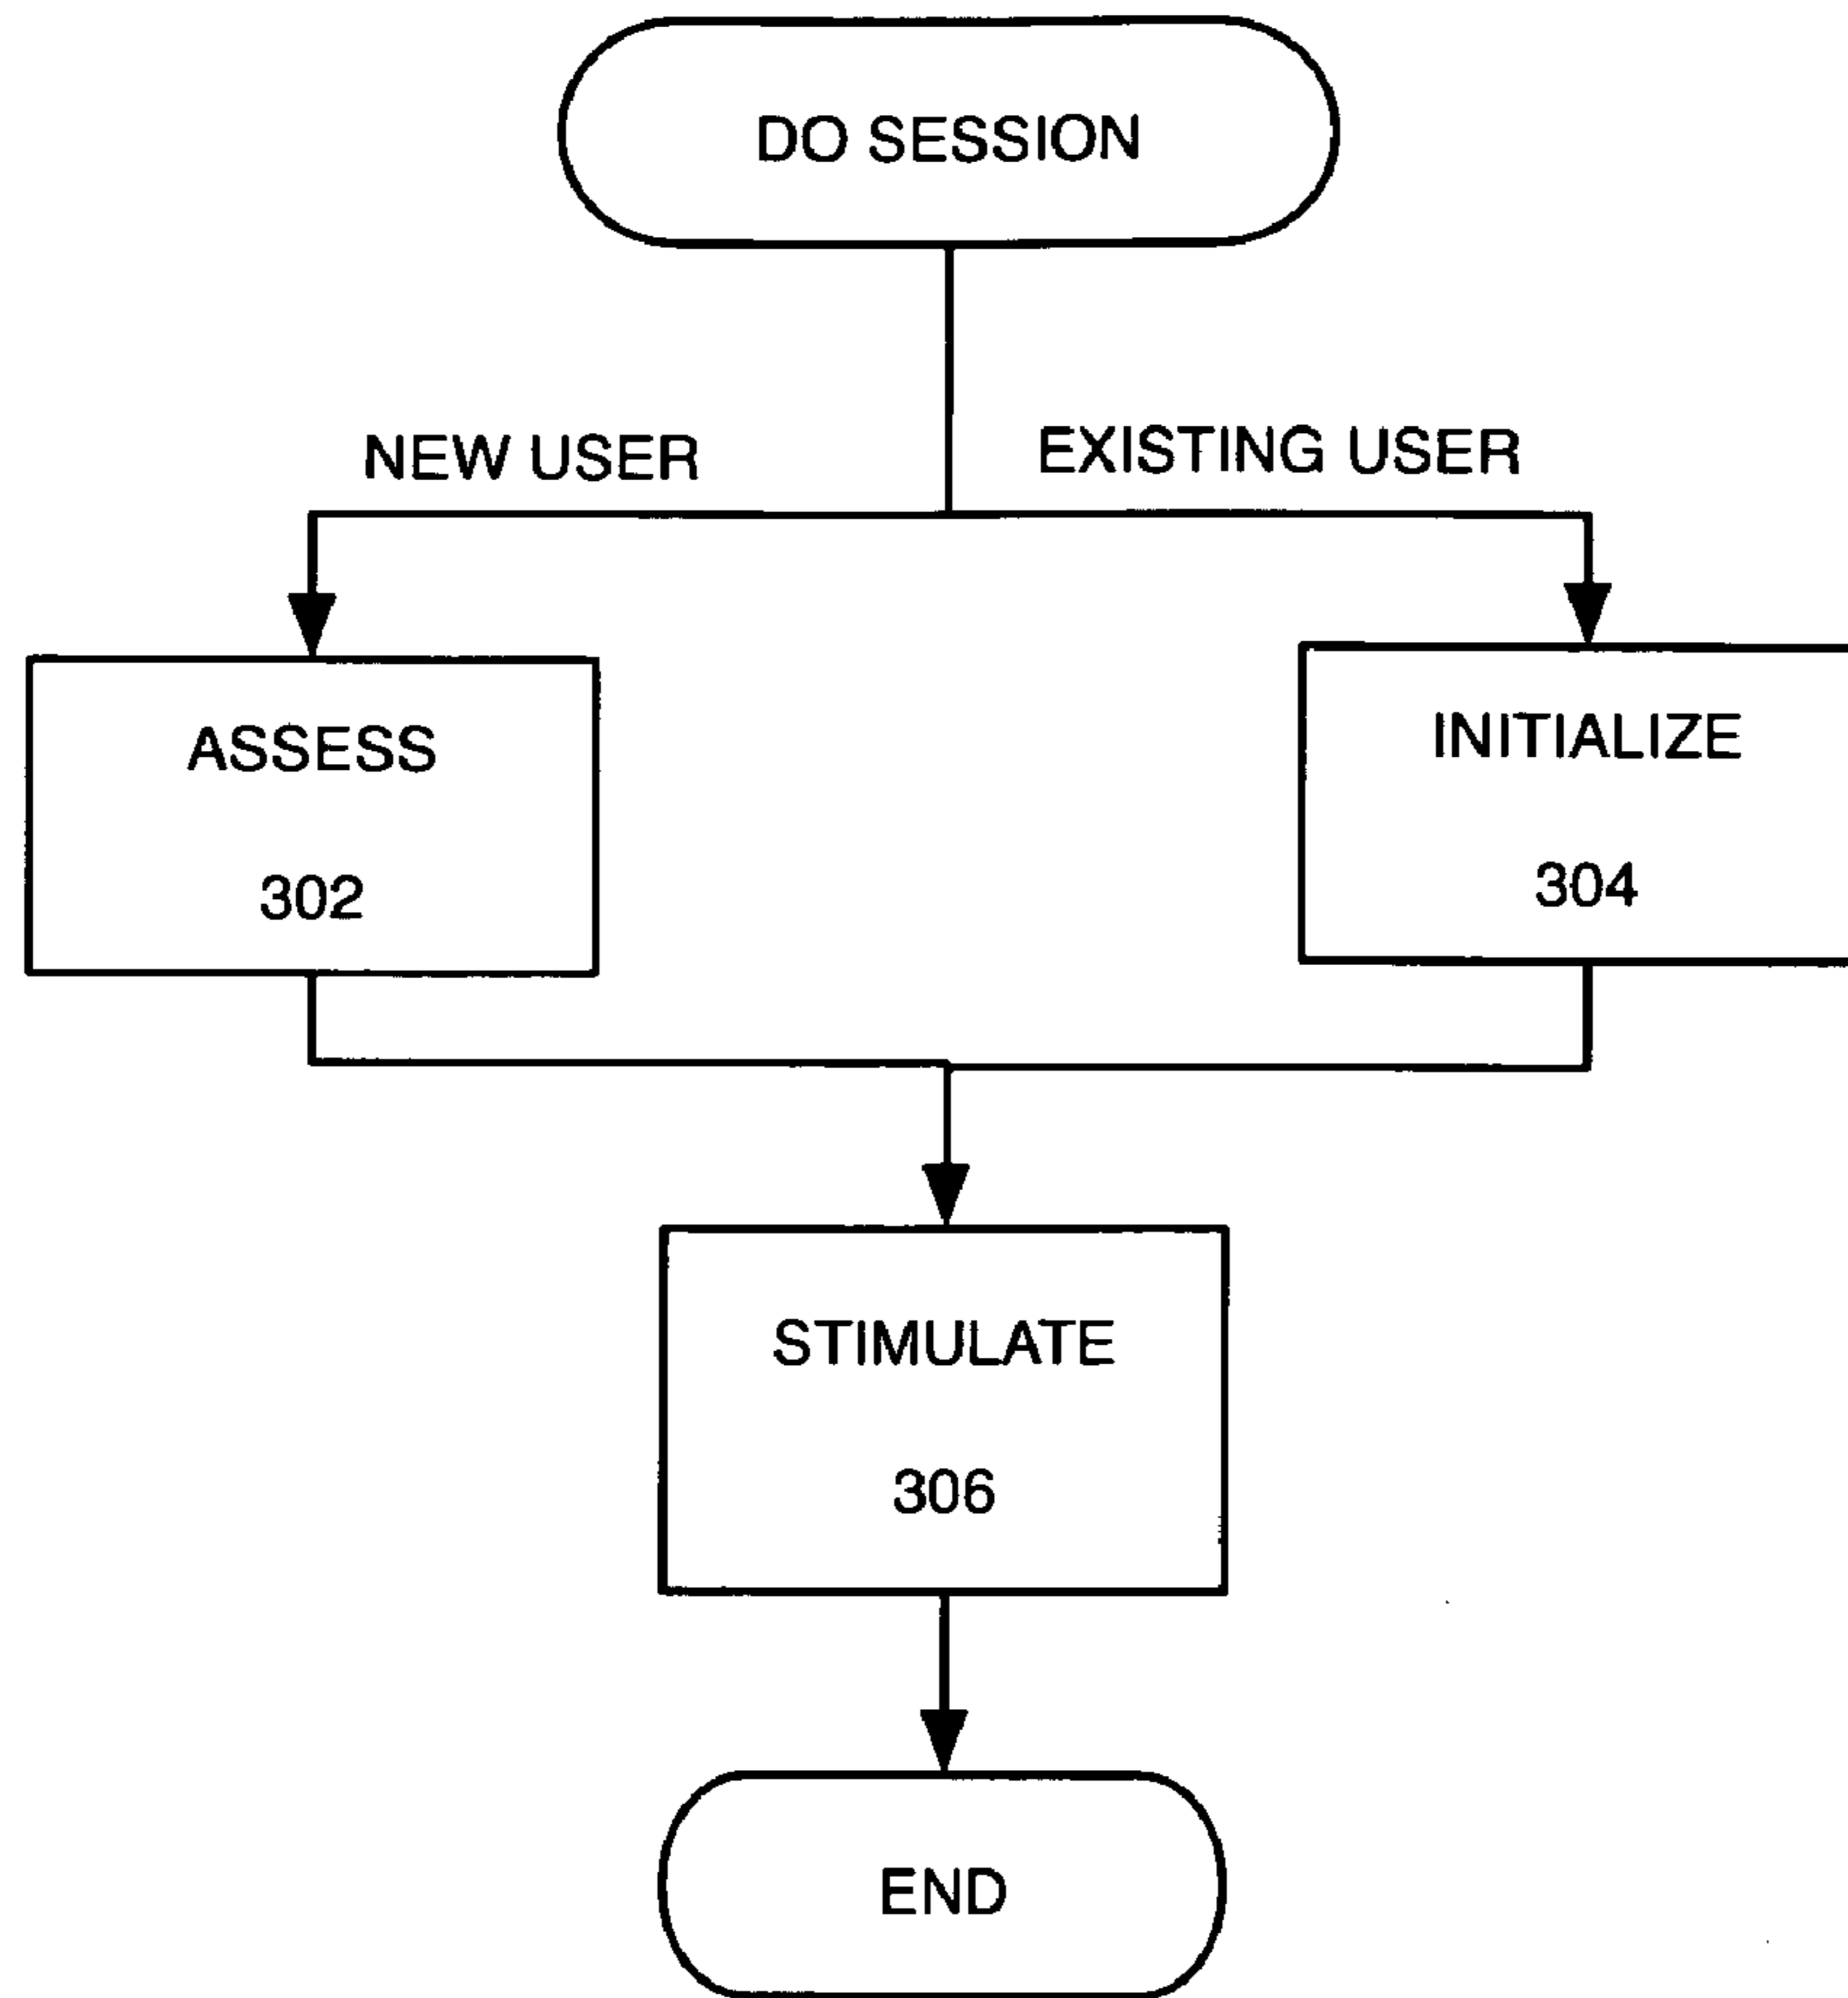 DO SESSION
NEW USER
EXISTING USER
ASSESS
302
INITIALIZE
304
STIMULATE
306
END